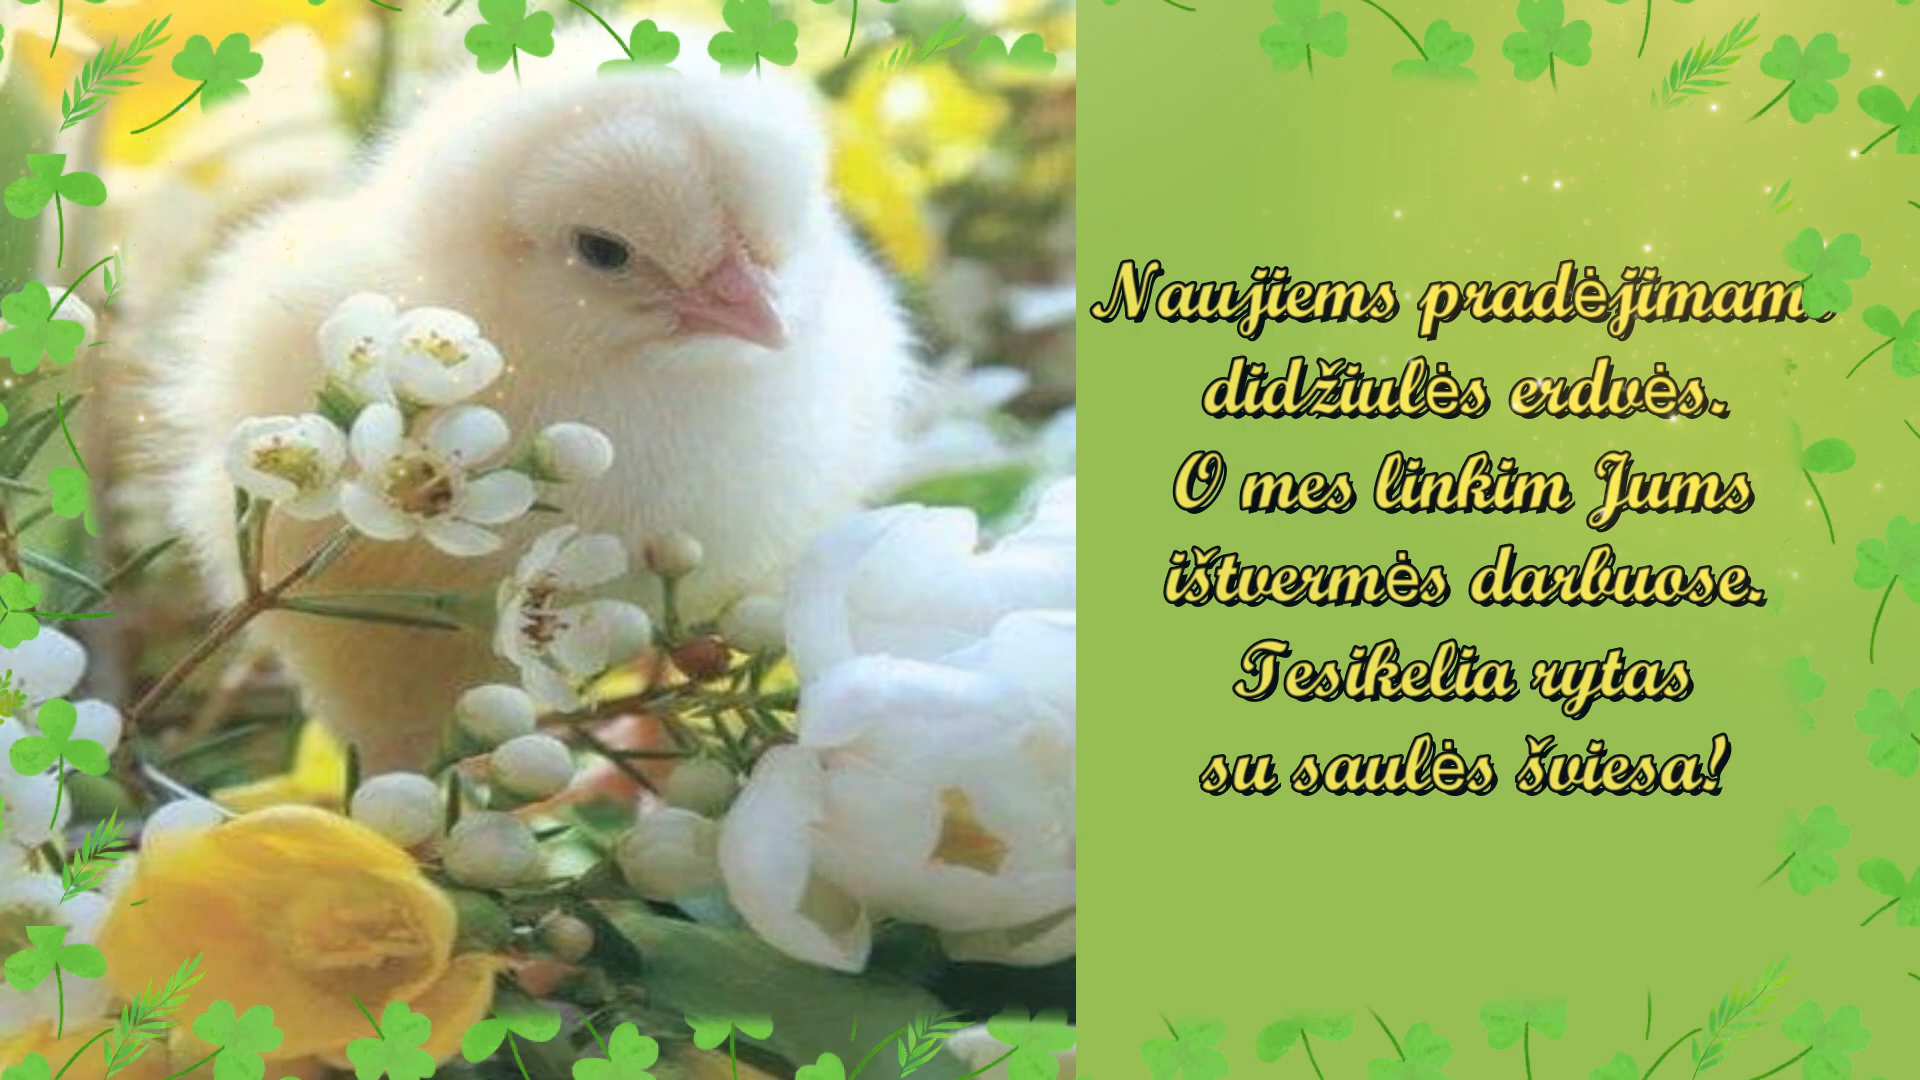 Naujiems pradėjimams
didžiulės erdvės.
O mes linkim Jums
ištvermės darbuose.
Tesikelia rytas
su saulės šviesa!